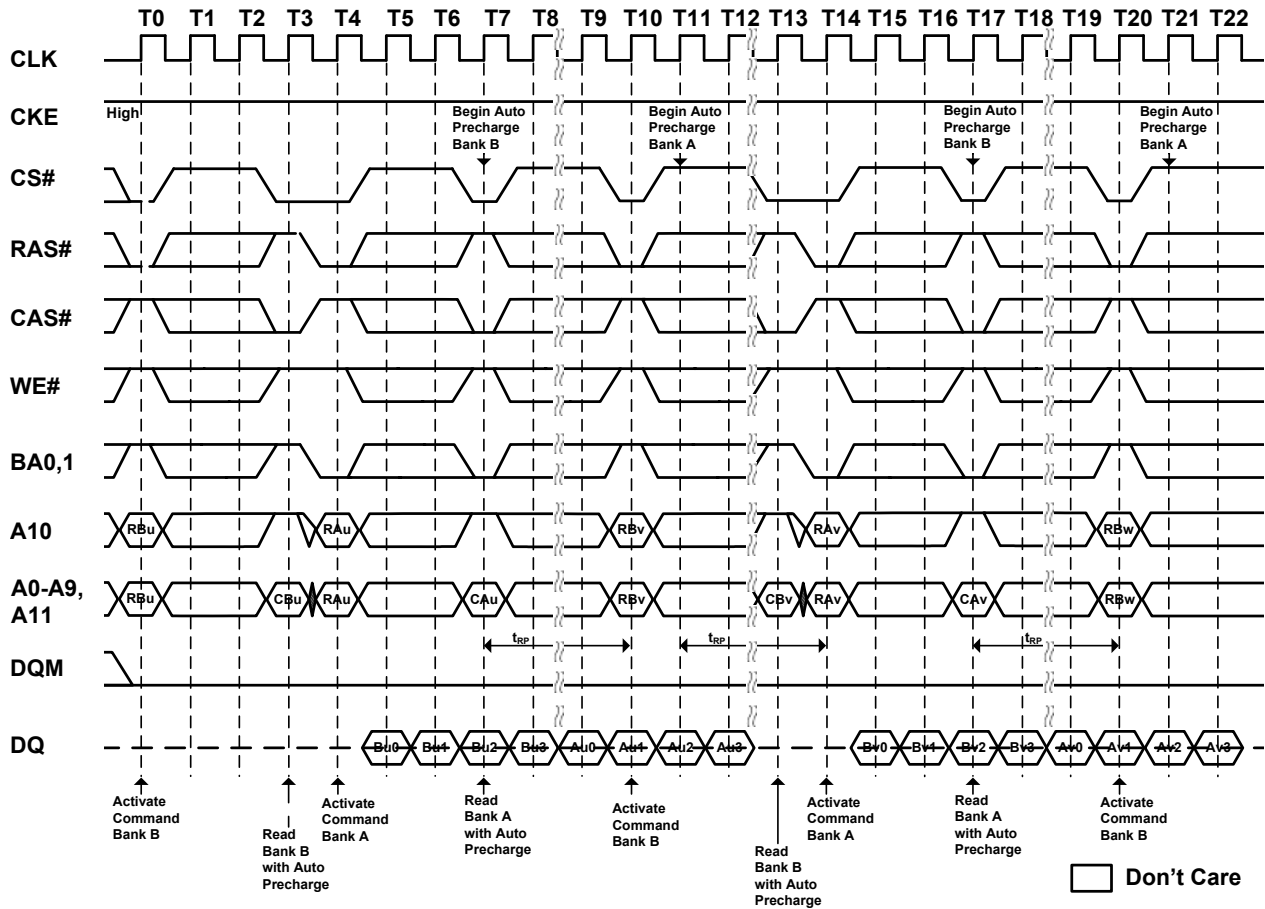 T0 T1 T2 T3 T4 T5 T6 T7 T8 T9 T10 T11 T12 T13 T14 T15 T16 T17 T18 T19 T20 T21 T22
CLK
CKE
High
Begin Auto
Precharge
Bank B
Begin Auto
Precharge
Bank A
Begin Auto
Precharge
Bank B
Begin Auto
Precharge
Bank A
CS#
RAS#
CAS#
WE#
BA0,1
A10
RBu RAu RBv RAv RBw
A0-A9,
A11
RBu CBu RAu CAu RBv CBv RAv CAv RBw
tRP tRP tRP
DQM
DQ
Bu0 Bu1 Bu2 Bu3 Au0 Au1 Au2 Au3 Bv0 Bv1 Bv2 Bv3 Av0 Av1 Av2 Av3
Activate
Command
Bank B
Read
Bank B
with Auto
Precharge
Activate
Command
Bank A
Read
Bank A
with Auto
Precharge
Activate
Command
Bank B
Read
Bank B
with Auto
Precharge
Activate
Command
Bank A
Read
Bank A
with Auto
Precharge
Activate
Command
Bank B
Don't Care